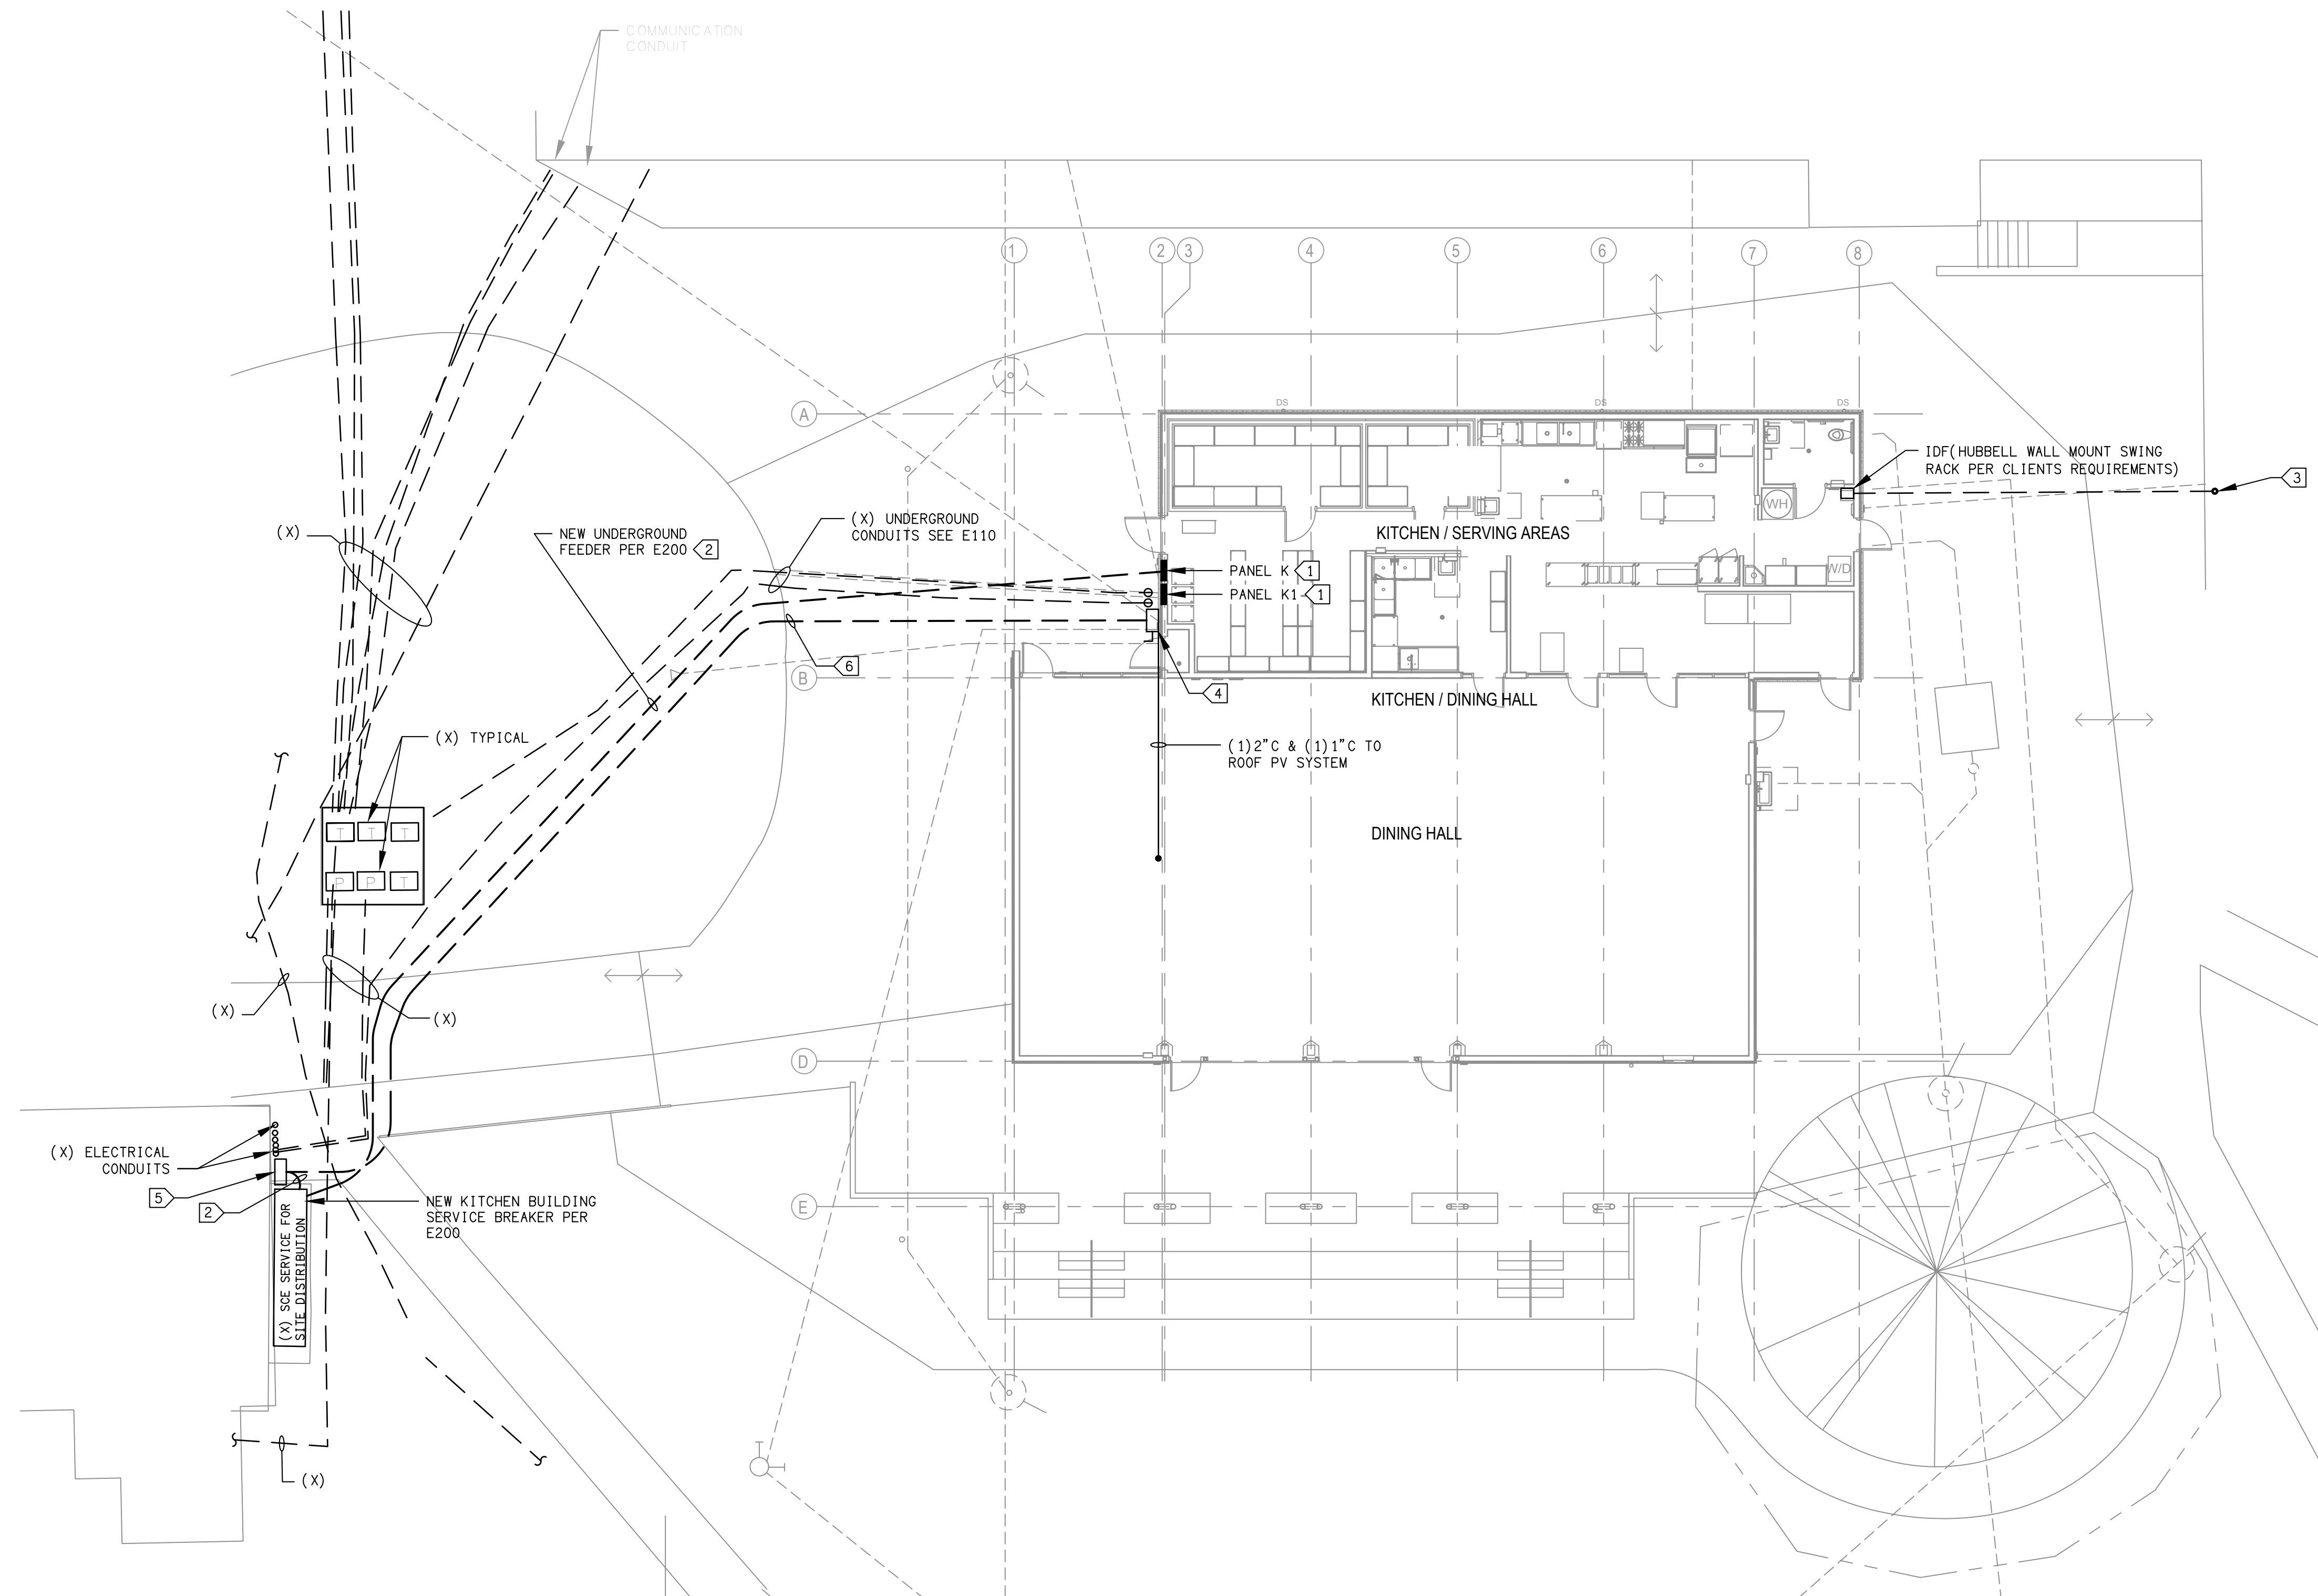 COMMUNICATION
CONDUIT
1
2
3
4
5
6
7
8
A
DS
DS
DS
IDF(HUBBELL WALL MOUNT SWING
RACK PER CLIENTS REQUIREMENTS)
3
WH
(X)
NEW UNDERGROUND
FEEDER PER E200
2
(X) UNDERGROUND
CONDUITS SEE E110
KITCHEN / SERVING AREAS
PANEL K
1
PANEL K1
1
W/D
6
B
4
KITCHEN / DINING HALL
(X) TYPICAL
(1)2"C & (1)1"C TO
ROOF PV SYSTEM
T
T
T
DINING HALL
P
P
T
(X)
(X)
D
(X) ELECTRICAL
CONDUITS
5
2
NEW KITCHEN BUILDING
SERVICE BREAKER PER
E200
E
(X) SCE SERVICE FOR
SITE DISTRIBUTION
(X)